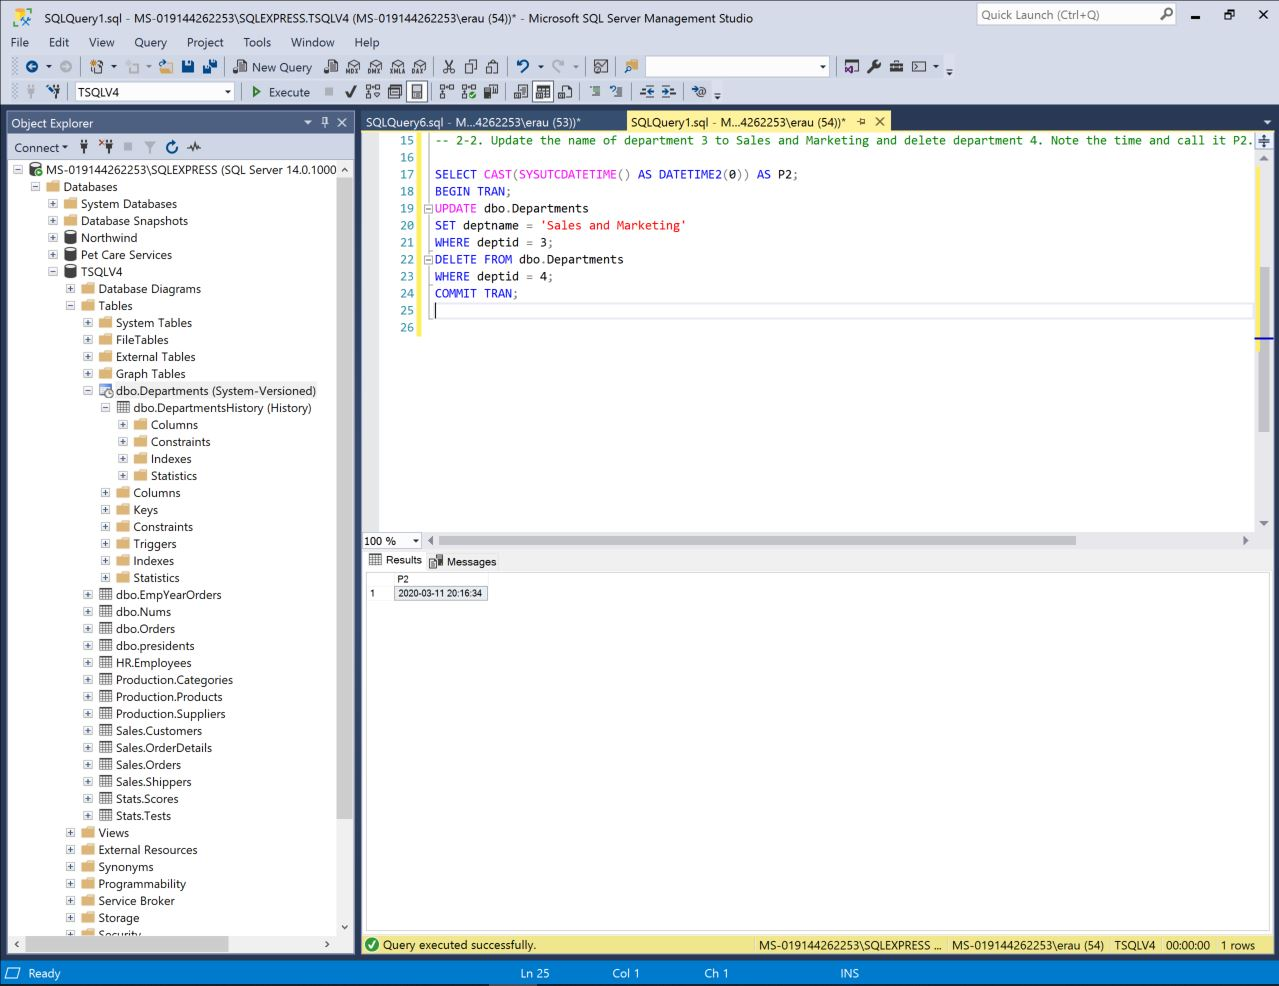 SQLQuery1.sql - MS-019144262253\SQLEXPRESS.TSQLV4 (MS-019144262253\erau (54))* - Microsoft SQL Server Management Studio
Quick Launch (Ctrl+Q)
File Edit View Query Project Tools Window Help
New Query MDX DMX XMLA DAX
TSQLV4 Execute
Object Explorer
Connect
MS-019144262253\SQLEXPRESS (SQL Server 14.0.1000
Databases
System Databases
Database Snapshots
Northwind
Pet Care Services
TSQLV4
Database Diagrams
Tables
System Tables
FileTables
External Tables
Graph Tables
dbo.Departments (System-Versioned)
dbo.DepartmentsHistory (History)
Columns
Constraints
Indexes
Statistics
Columns
Keys
Constraints
Triggers
Indexes
Statistics
dbo.EmpYearOrders
dbo.Nums
dbo.Orders
dbo.presidents
HR.Employees
Production.Categories
Production.Products
Production.Suppliers
Sales.Customers
Sales.OrderDetails
Sales.Orders
Sales.Shippers
Stats.Scores
Stats.Tests
Views
External Resources
Synonyms
Programmability
Service Broker
Storage
Security
SQLQuery6.sql - M...4262253\erau (53))* SQLQuery1.sql - M...4262253\erau (54))*
15 -- 2-2. Update the name of department 3 to Sales and Marketing and delete department 4. Note the time and call it P2.
16
17 SELECT CAST(SYSUTCDATETIME() AS DATETIME2(0)) AS P2;
18 BEGIN TRAN;
19 UPDATE dbo.Departments
20 SET deptname = 'Sales and Marketing'
21 WHERE deptid = 3;
22 DELETE FROM dbo.Departments
23 WHERE deptid = 4;
24 COMMIT TRAN;
25
26
100 %
Results Messages
P2
1 2020-03-11 20:16:34
Query executed successfully. MS-019144262253\SQLEXPRESS ... MS-019144262253\erau (54) TSQLV4 00:00:00 1 rows
Ready Ln 25 Col 1 Ch 1 INS